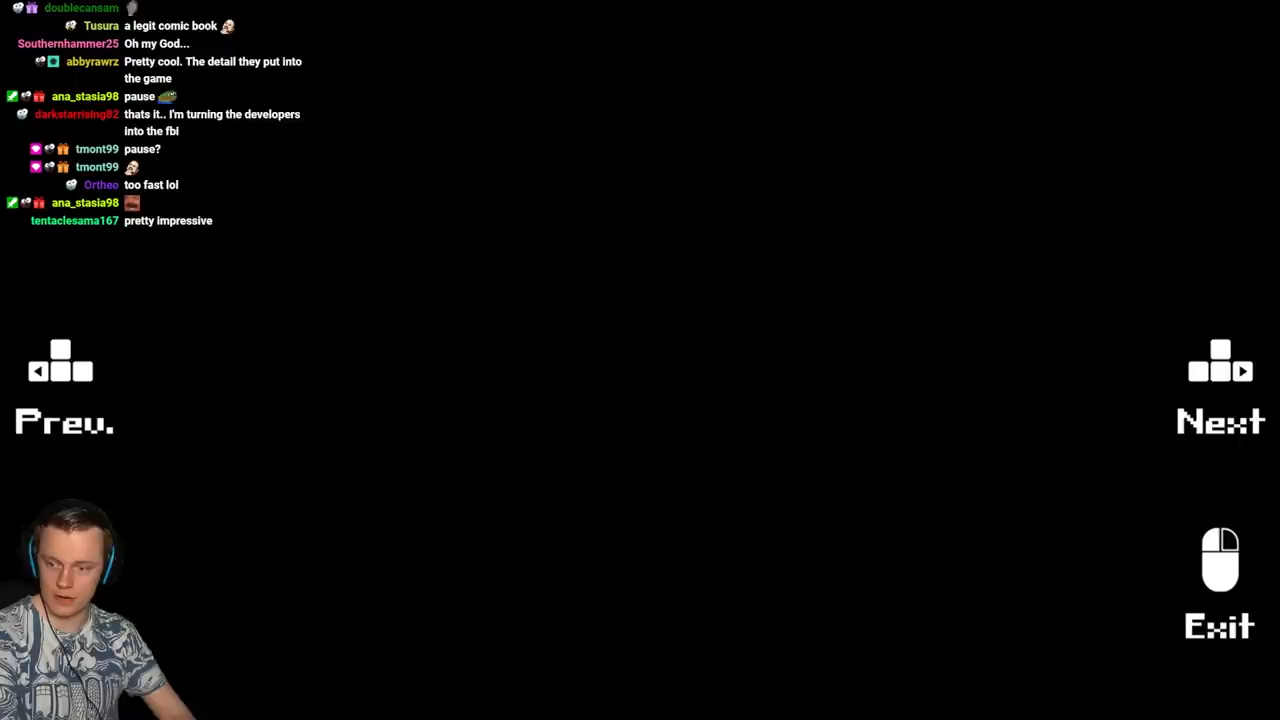 doublecansam
Tusura a legit comic book
Southernhammer25 Oh my God...
abbyrawrz Pretty cool. The detail they put into
the game
ana_stasia98 pause
darkstarrising82 thats it.. I'm turning the developers
into the fbi
tmont99 pause?
tmont99
Ortheo too fast lol
ana_stasia98
tentaclesama167 pretty impressive
Prev.
Next
Exit